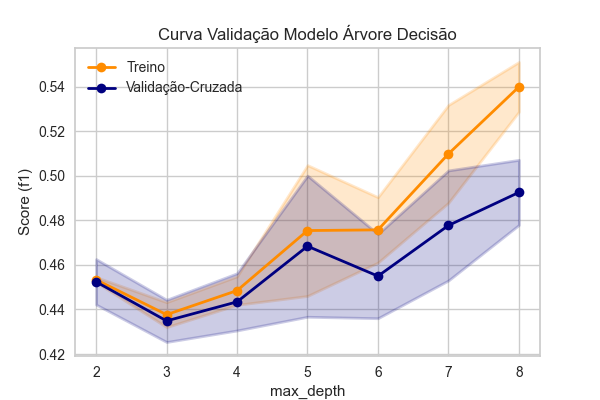 Curva Validação Modelo Árvore Decisão
Treino
Validação-Cruzada
Score (f1)
0.54
0.52
0.50
0.48
0.46
0.44
0.42
2 3 4 5 6 7 8
max_depth